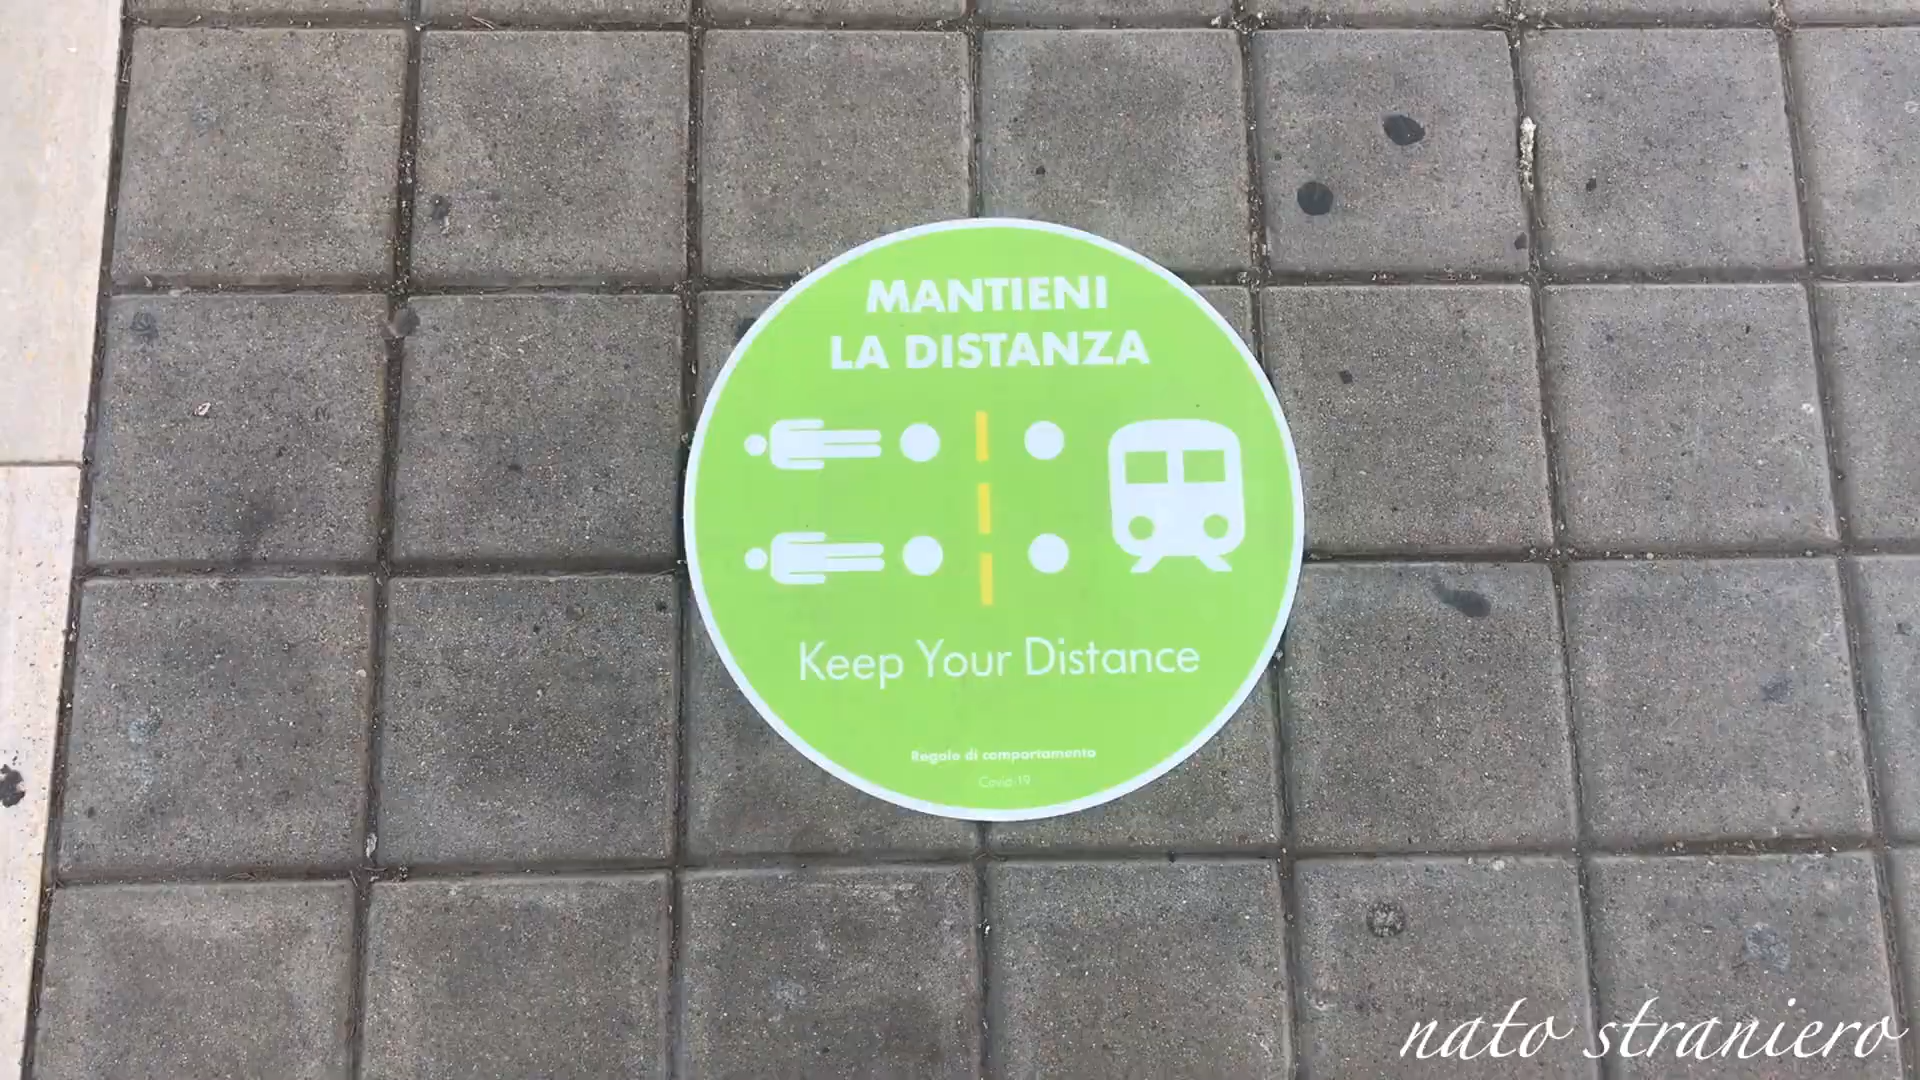 MANTIENI
LA DISTANZA
Keep Your Distance
Regole di comportamento
Covid-19
nato straniero